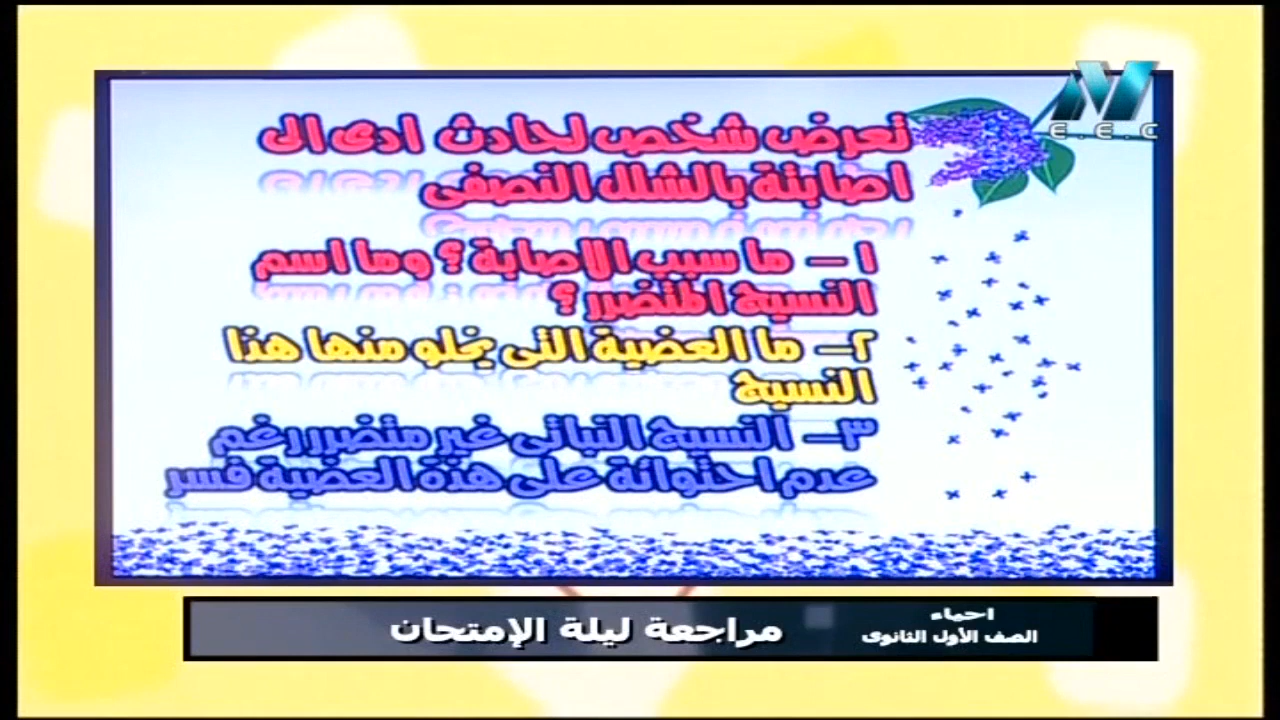 تعرض شخص لحادث ادى الى
اصابتة بالشلل النصفى
١ – ما سبب الاصابة ؟ وما اسم
النسيج المتضرر ؟
٢– ما العضية التى يخلو منها هذا
النسيج
٣– النسيج النباتى غير متضرر رغم
عدم احتوائة على هذة العضية فسر
E.E.C
احياء
الصف الأول الثانوى
مراجعة ليلة الإمتحان